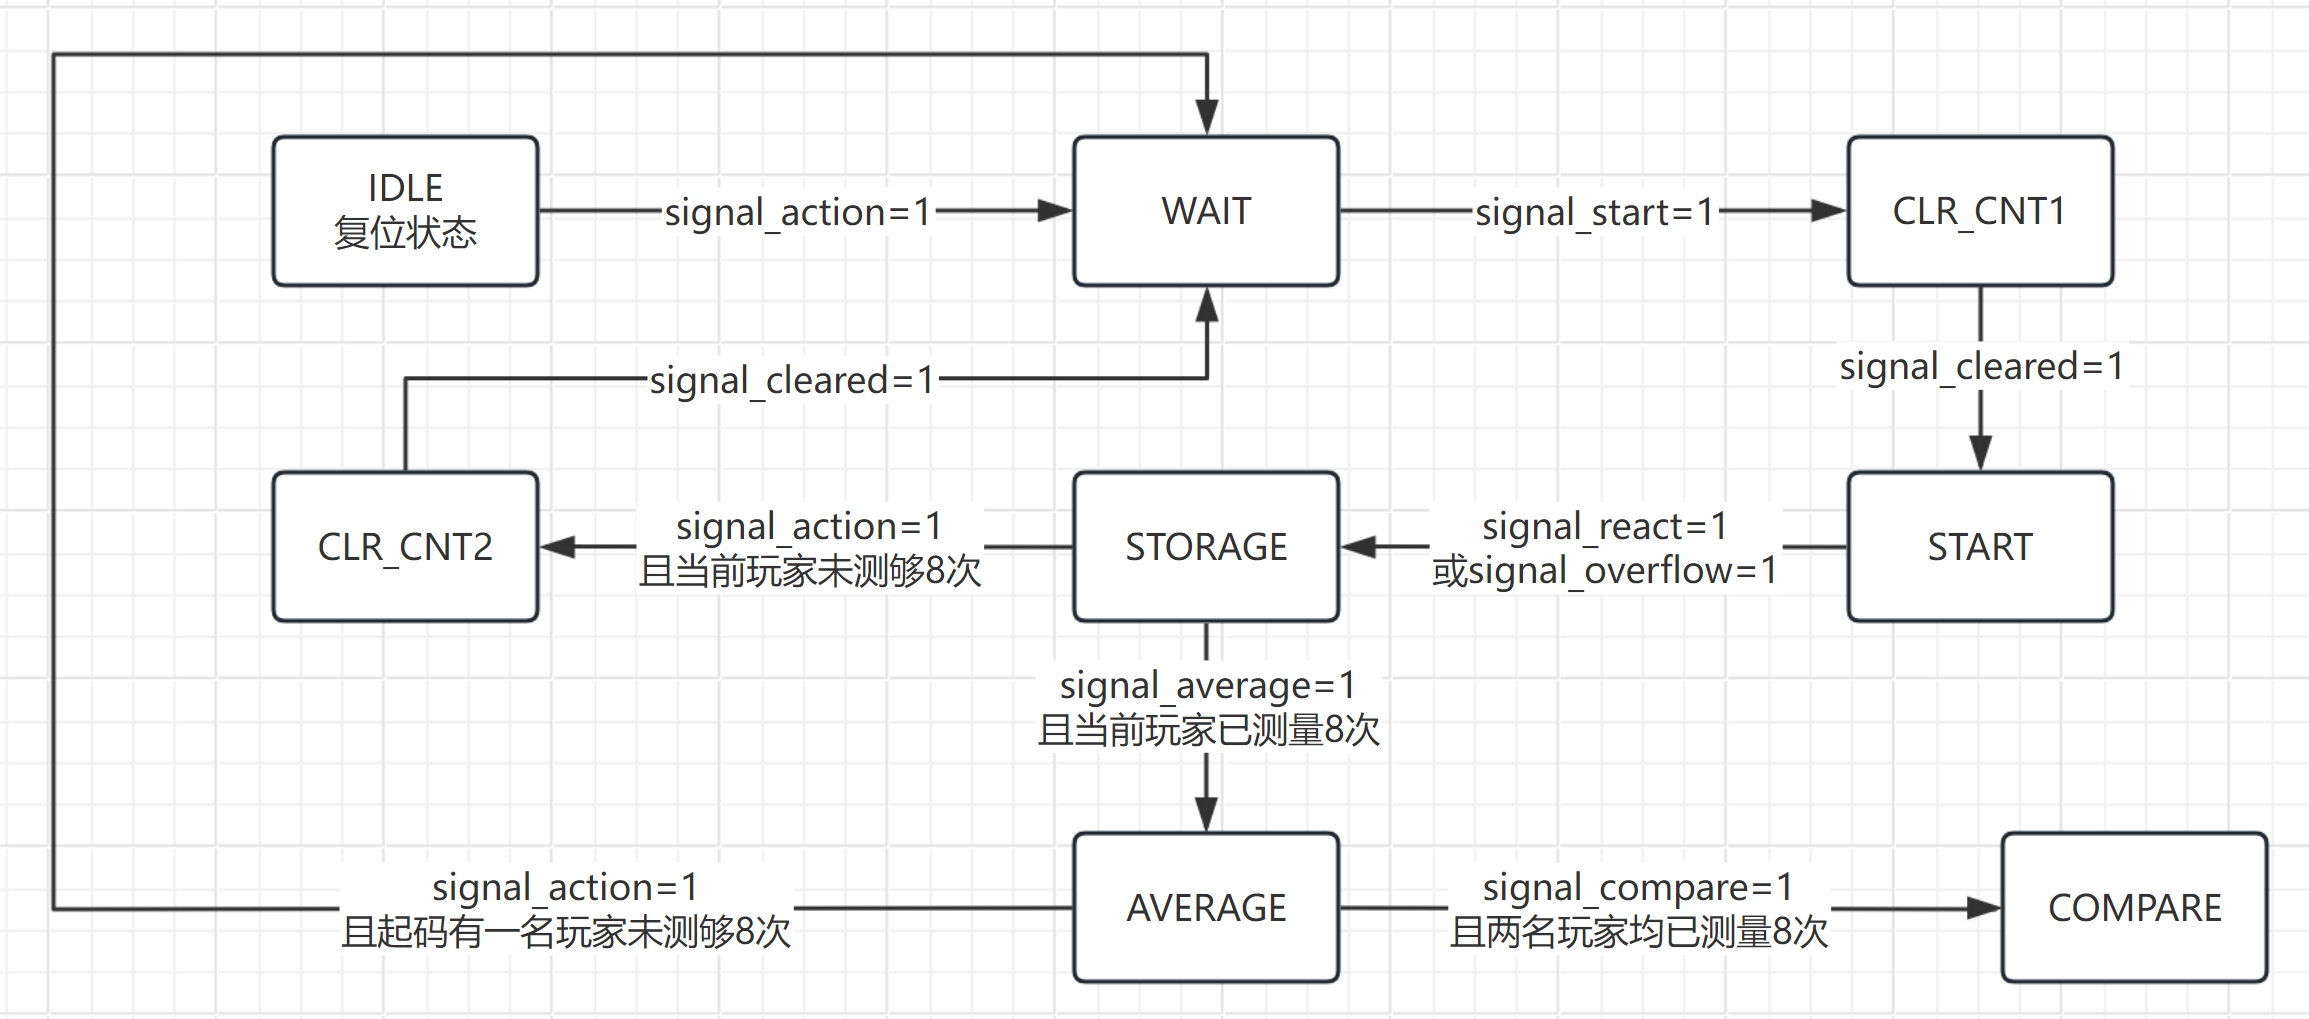 IDLE
复位状态
signal_action=1
WAIT
signal_start=1
CLR_CNT1
signal_cleared=1
signal_cleared=1
CLR_CNT2
signal_action=1
且当前玩家未测够8次
STORAGE
signal_react=1
或signal_overflow=1
START
signal_average=1
且当前玩家已测量8次
signal_action=1
且起码有一名玩家未测够8次
AVERAGE
signal_compare=1
且两名玩家均已测量8次
COMPARE